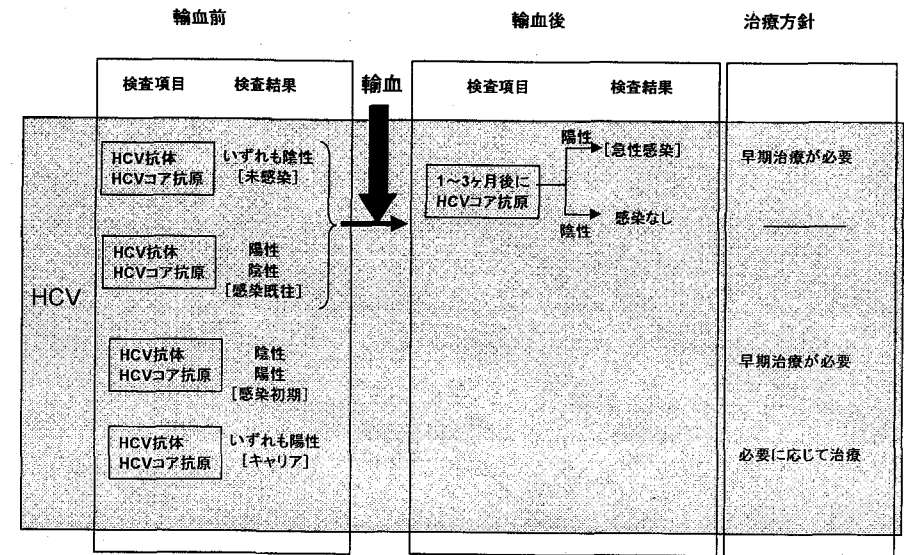 輸血前
輸血後
治療方針
検査項目
検査結果
輸血
検査項目
検査結果
HCV
HCV抗体
HCVコア抗原
いずれも陰性
[未感染]
HCV抗体
HCVコア抗原
陽性
陰性
[感染既往]
HCV抗体
HCVコア抗原
陰性
陽性
[感染初期]
HCV抗体
HCVコア抗原
いずれも陽性
[キャリア]
1～3ヶ月後に
HCVコア抗原
陽性
[急性感染]
陰性
感染なし
早期治療が必要
早期治療が必要
必要に応じて治療